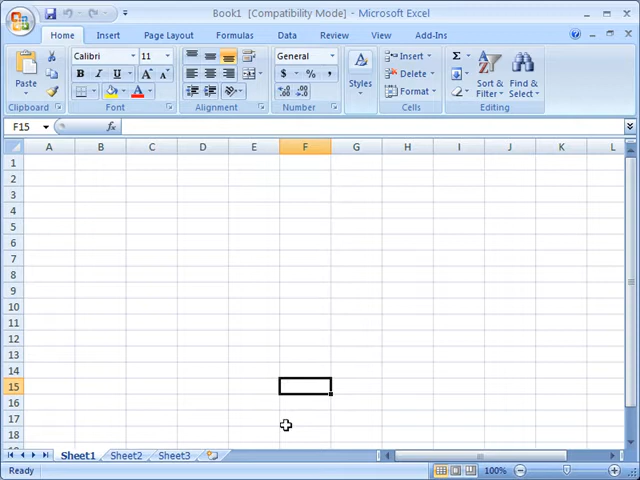 Book1 [Compatibility Mode] - Microsoft Excel
Home Insert Page Layout Formulas Data Review View Add-Ins
Calibri 11 General Insert Σ
Paste B I U A A $ % , Styles Delete Sort & Find &
Format Filter Select
Clipboard Font Alignment Number Cells Editing
F15 fx
A B C D E F G H I J K L
1
2
3
4
5
6
7
8
9
10
11
12
13
14
15
16
17
18
Sheet1 Sheet2 Sheet3
Ready 100%